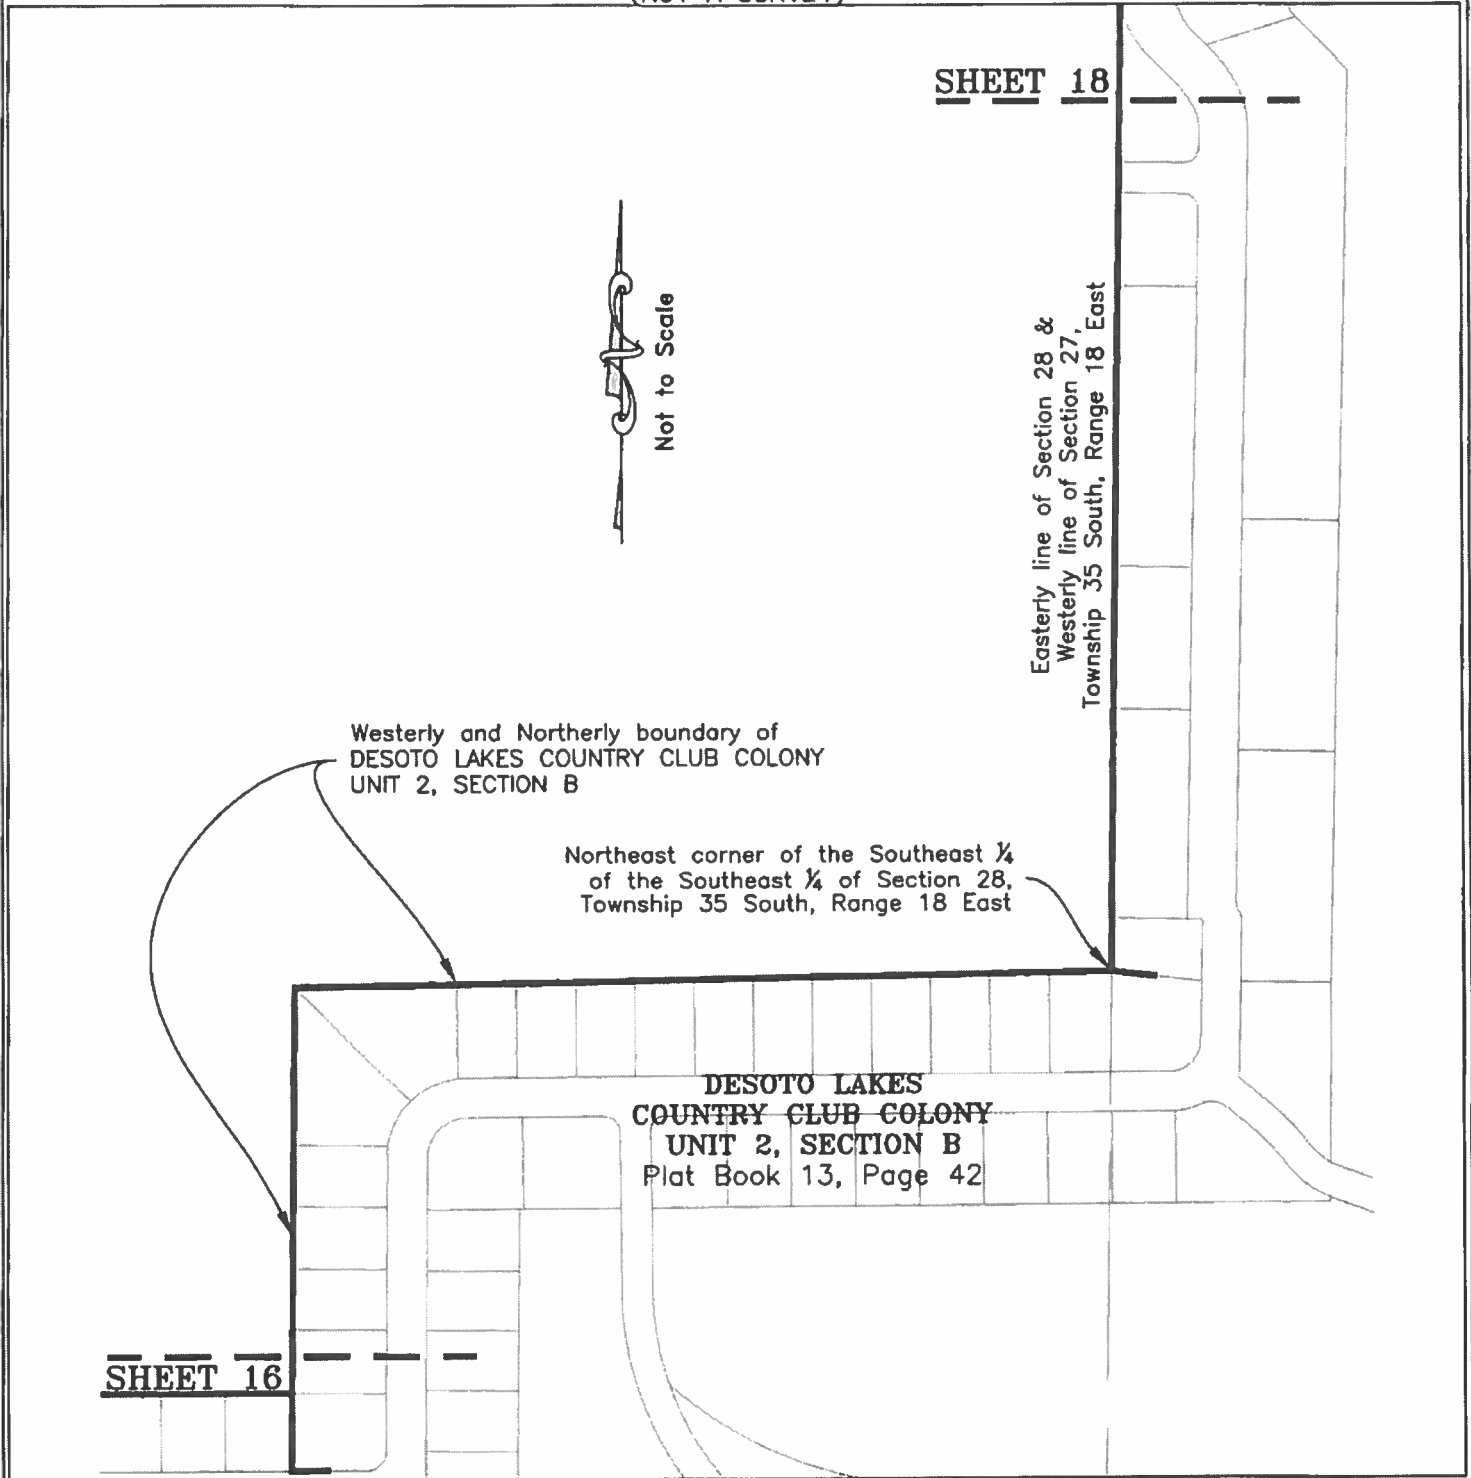 (NOT A SURVEY)
SHEET 18
Not to Scale
Easterly line of Section 28 &
Westerly line of Section 27,
Township 35 South, Range 18 East
Westerly and Northerly boundary of
DESOTO LAKES COUNTRY CLUB COLONY
UNIT 2, SECTION B
Northeast corner of the Southeast ¼
of the Southeast ¼ of Section 28,
Township 35 South, Range 18 East
DESOTO LAKES
COUNTRY CLUB COLONY
UNIT 2, SECTION B
Plat Book 13, Page 42
SHEET 16